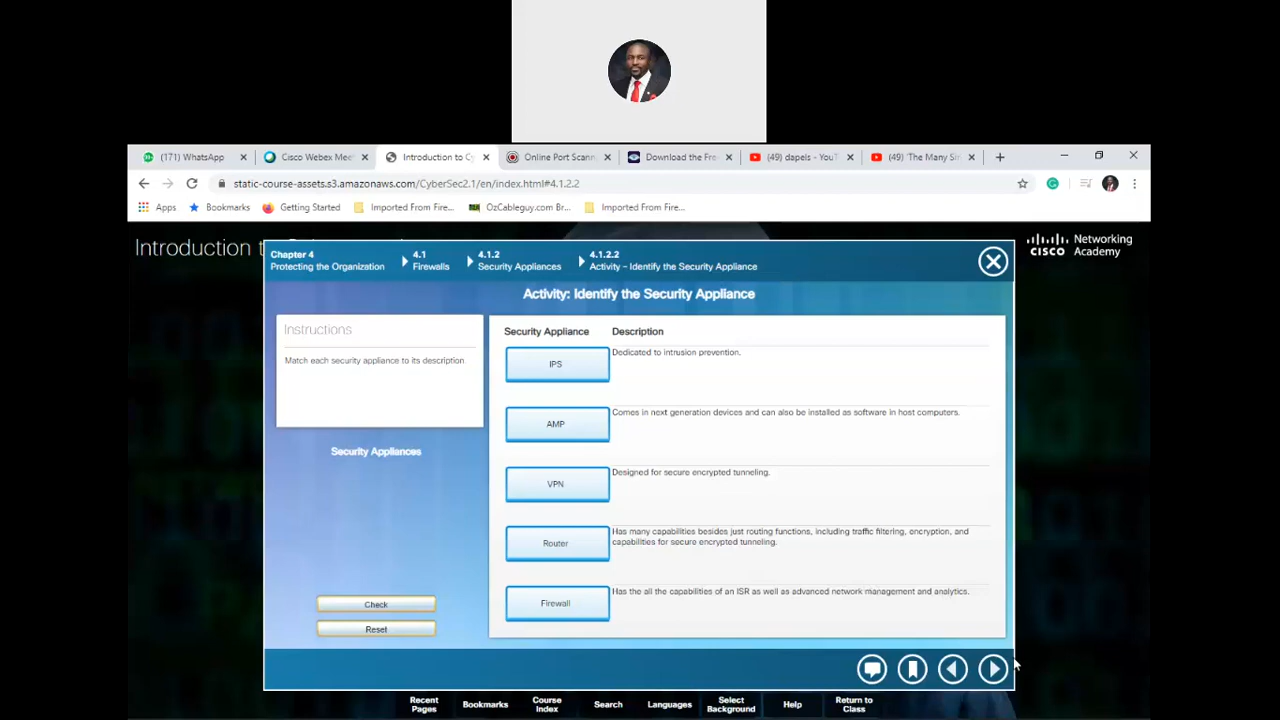 (171) WhatsApp
Cisco Webex Mee
Introduction to Cy
Online Port Scann
Download the Fre
(49) dapels - YouT
(49) 'The Many Si
static-course-assets.s3.amazonaws.com/CyberSec2.1/en/index.html#4.1.2.2
Apps
Bookmarks
Getting Started
Imported From Fire...
OzCableguy.com Br...
Imported From Fire...
Introduction t
Networking
CISCO Academy
Chapter 4
Protecting the Organization
4.1
Firewalls
4.1.2
Security Appliances
4.1.2.2
Activity – Identify the Security Appliance
Activity: Identify the Security Appliance
Instructions
Match each security appliance to its description.
Security Appliances
Check
Reset
Security Appliance Description
IPS
Dedicated to intrusion prevention.
AMP
Comes in next generation devices and can also be installed as software in host computers.
VPN
Designed for secure encrypted tunneling.
Router
Has many capabilities besides just routing functions, including traffic filtering, encryption, and
capabilities for secure encrypted tunneling.
Firewall
Has the all the capabilities of an ISR as well as advanced network management and analytics.
Recent
Pages
Bookmarks
Course
Index
Search
Languages
Select
Background
Help
Return to
Class